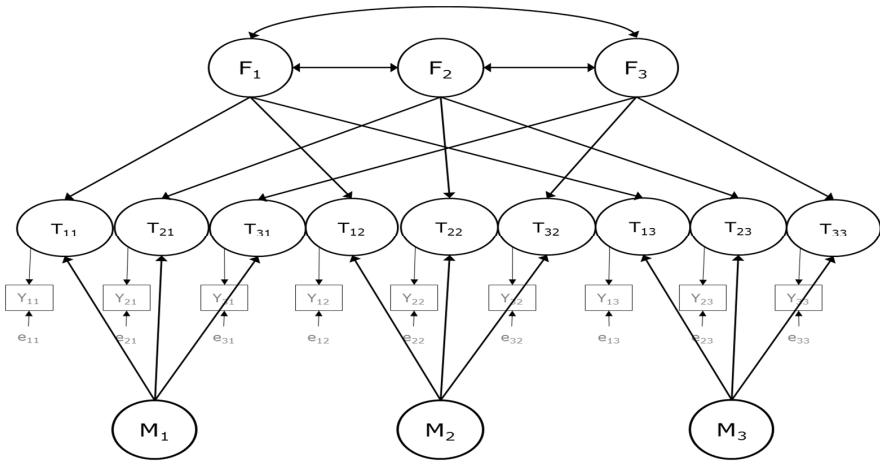 F₁ F₂ F₃
T₁₁ T₂₁ T₃₁ T₁₂ T₂₂ T₃₂ T₁₃ T₂₃ T₃₃
Y₁₁ Y₂₁ Y₃₁ Y₁₂ Y₂₂ Y₃₂ Y₁₃ Y₂₃ Y₃₃
e₁₁ e₂₁ e₃₁ e₁₂ e₂₂ e₃₂ e₁₃ e₂₃ e₃₃
M₁ M₂ M₃